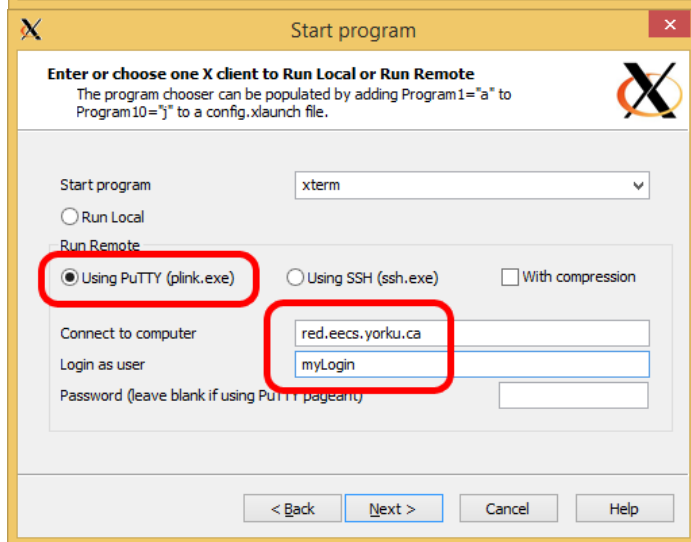 Start program
Enter or choose one X client to Run Local or Run Remote
The program chooser can be populated by adding Program1="a" to
Program10="j" to a config.xlaunch file.
Start program
xterm
Run Local
Run Remote
Using PuTTY (plink.exe)
Using SSH (ssh.exe)
With compression
Connect to computer
red.eecs.yorku.ca
Login as user
myLogin
Password (leave blank if using PuTTY pageant)
< Back
Next >
Cancel
Help